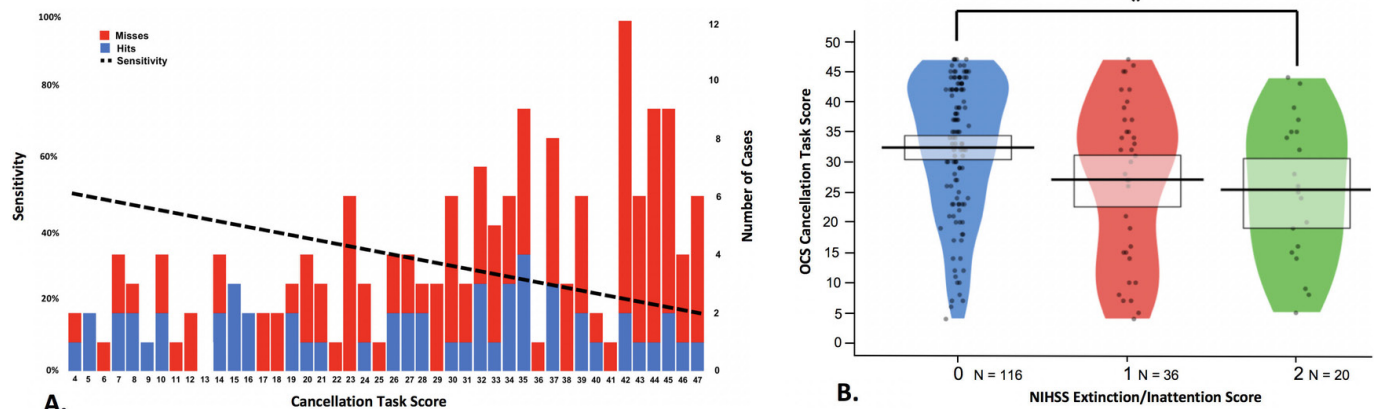 100%
80%
60%
40%
20%
0%
Sensitivity
Misses
Hits
Sensitivity
12
10
8
6
4
2
0
Number of Cases
4 5 6 7 8 9 10 11 12 13 14 15 16 17 18 19 20 21 22 23 24 25 26 27 28 29 30 31 32 33 34 35 36 37 38 39 40 41 42 43 44 45 46 47
Cancellation Task Score
A.
50
45
40
35
30
25
20
15
10
5
0
OCS Cancellation Task Score
0 N = 116 1 N = 36 2 N = 20
NIHSS Extinction/Inattention Score
B.